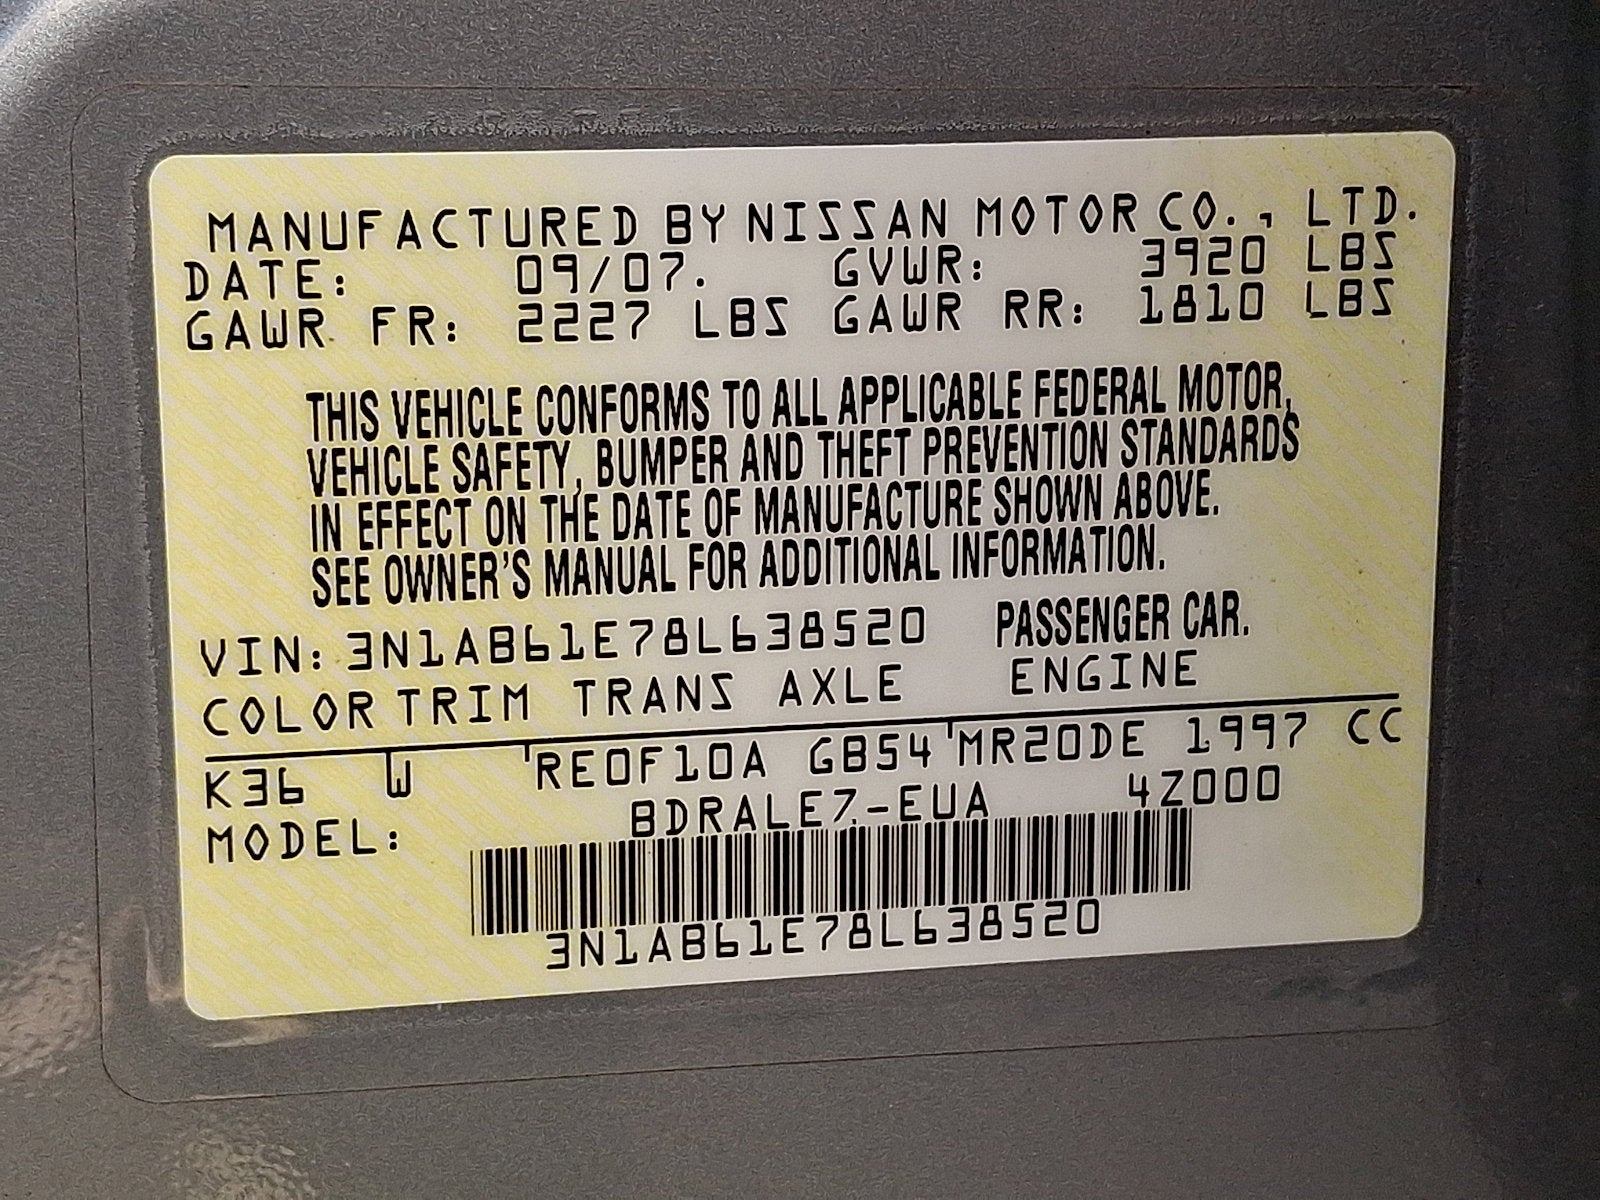 MANUFACTURED BY NISSAN MOTOR CO., LTD.
DATE: 09/07. GVWR: 3920 LBS
GAWR FR: 2227 LBS GAWR RR: 1810 LBS
THIS VEHICLE CONFORMS TO ALL APPLICABLE FEDERAL MOTOR,
VEHICLE SAFETY, BUMPER AND THEFT PREVENTION STANDARDS
IN EFFECT ON THE DATE OF MANUFACTURE SHOWN ABOVE.
SEE OWNER'S MANUAL FOR ADDITIONAL INFORMATION.
VIN: 3N1AB61E78L638520 PASSENGER CAR.
COLOR TRIM TRANS AXLE ENGINE
K36 W RE0F10A GB54 MR20DE 1997 CC
MODEL: BDRALE7-EUA 4Z000
3N1AB61E78L638520